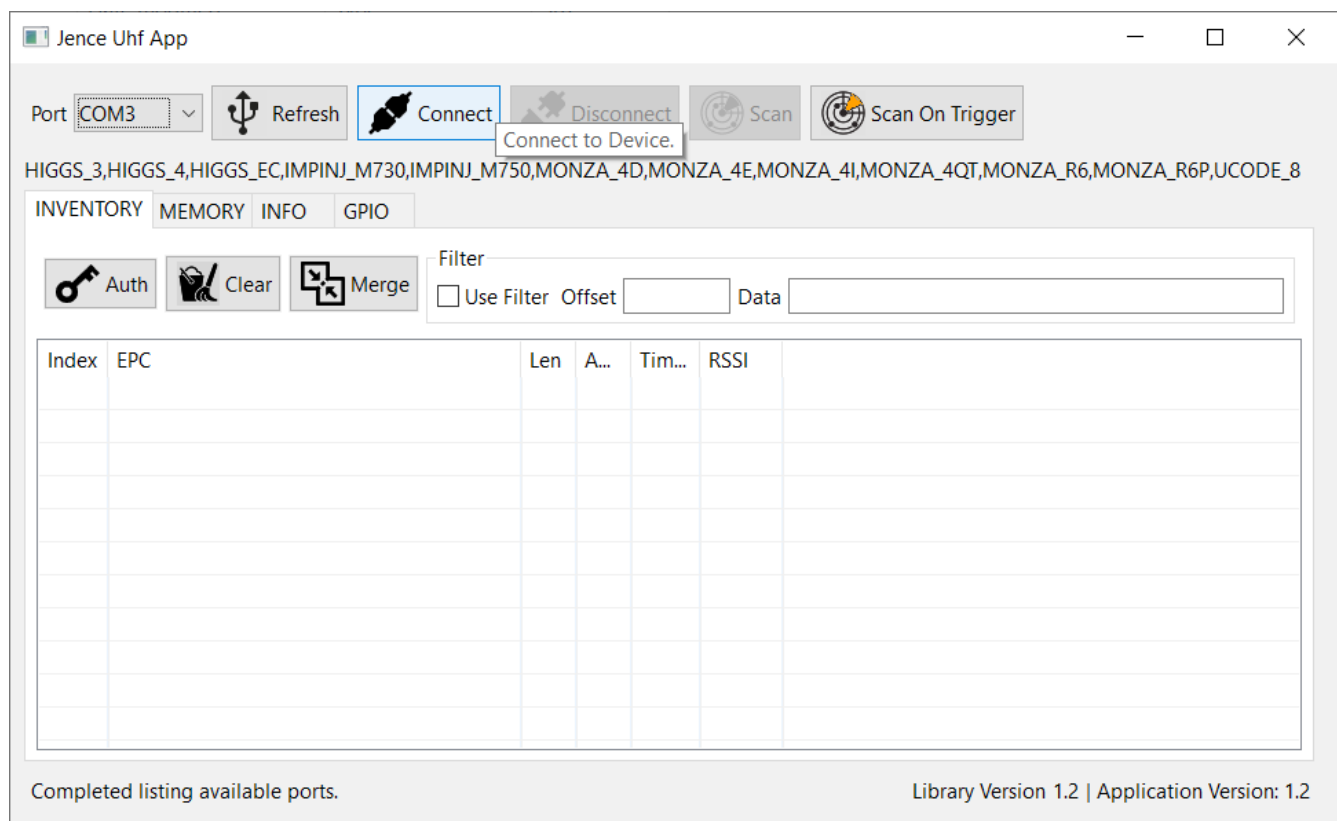 Jence Uhf App
Port COM3 Refresh Connect Disconnect Scan Scan On Trigger
Connect to Device.
HIGGS_3,HIGGS_4,HIGGS_EC,IMPINJ_M730,IMPINJ_M750,MONZA_4D,MONZA_4E,MONZA_4I,MONZA_4QT,MONZA_R6,MONZA_R6P,UCODE_8
INVENTORY MEMORY INFO GPIO
Filter
Auth Clear Merge Use Filter Offset Data
Index EPC Len A... Tim... RSSI
Completed listing available ports. Library Version 1.2 | Application Version: 1.2